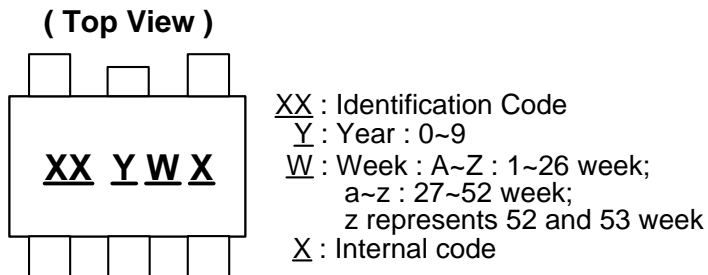 ( Top View )
XX Y W X
XX : Identification Code
Y : Year : 0~9
W : Week : A~Z : 1~26 week;
a~z : 27~52 week;
z represents 52 and 53 week
X : Internal code